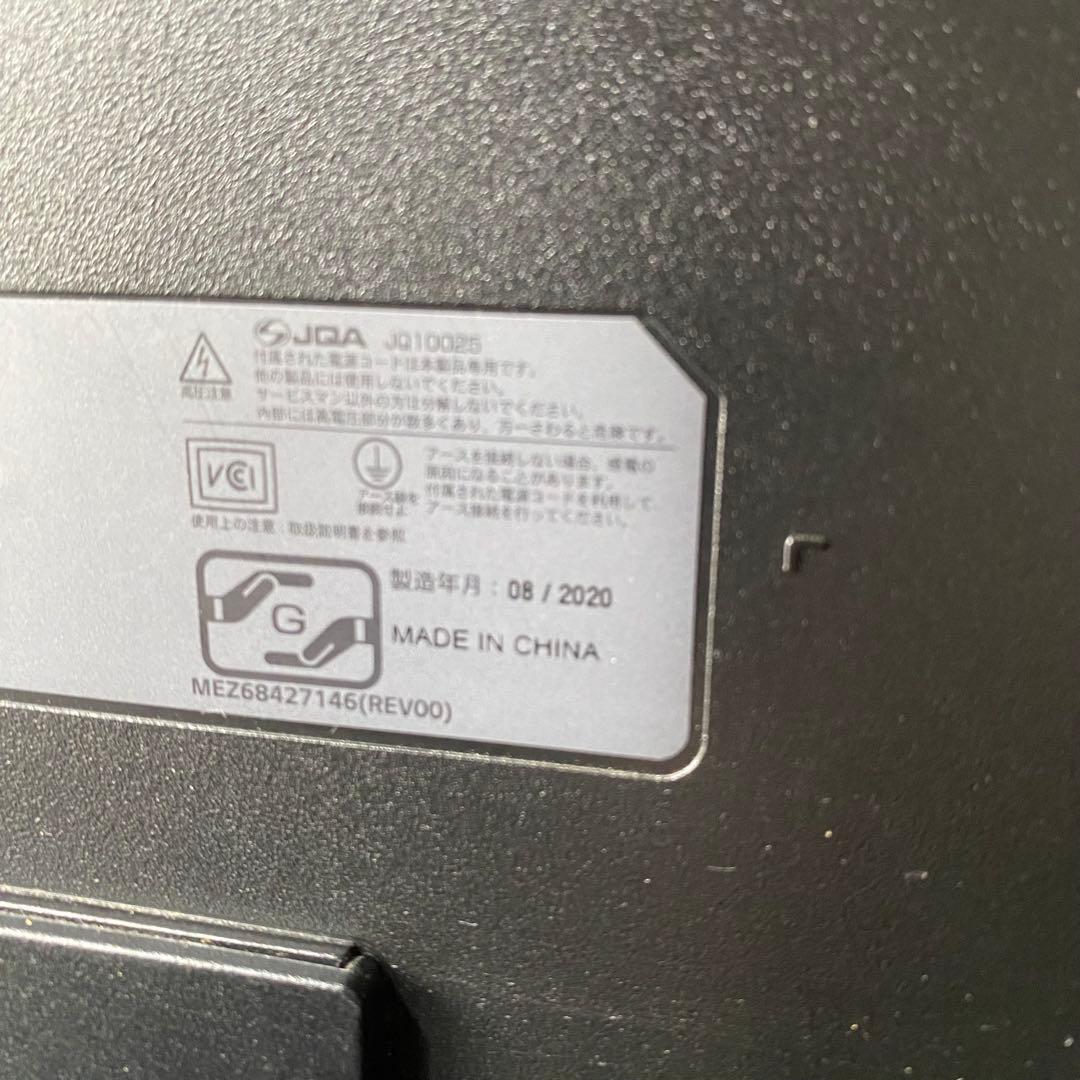 JQA JQ10025
付属された電源コードは本製品専用です。
他の製品には使用しないでください。
サービスマン以外の方は分解しないでください。
内部には高電圧部分が数多くあり、万一さわると危険です。
高圧注意
VCI
アース線を
接続せよ
アースを接続しない場合、感電の
原因になることがあります。
付属された電源コードを利用して
アース接続を行ってください。
使用上の注意：取扱説明書を参照
G
製造年月：08 / 2020
MADE IN CHINA
MEZ68427146(REV00)